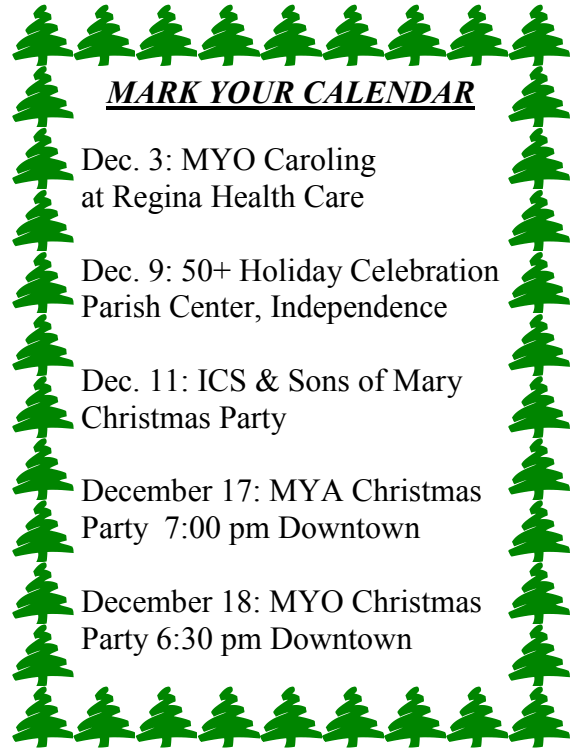 MARK YOUR CALENDAR
Dec. 3: MYO Caroling
at Regina Health Care
Dec. 9: 50+ Holiday Celebration
Parish Center, Independence
Dec. 11: ICS & Sons of Mary
Christmas Party
December 17: MYA Christmas
Party  7:00 pm Downtown
December 18: MYO Christmas
Party 6:30 pm Downtown